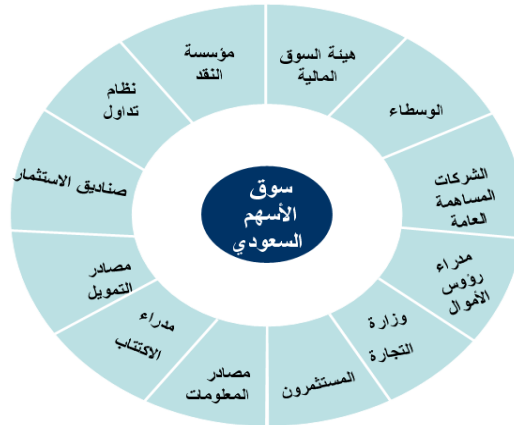 سوق
الأسهم
السعودي
هيئة السوق
المالية
الوسطاء
الشركات
المساهمة
العامة
مدراء
رؤوس
الأموال
وزارة
التجارة
المستثمرون
مصادر
المعلومات
مدراء
الاكتتاب
مصادر
التمويل
صناديق الاستثمار
نظام
تداول
مؤسسة
النقد